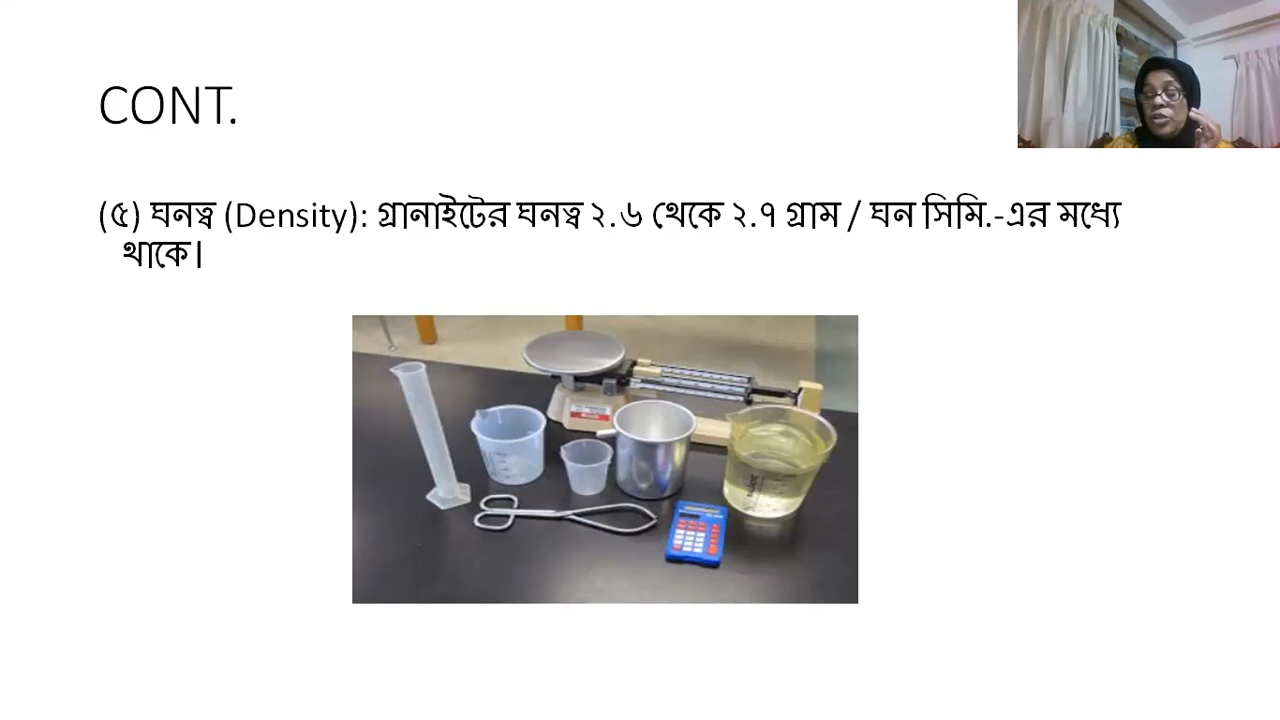 CONT.
(৫) ঘনত্ব (Density): গ্রানাইটের ঘনত্ব ২.৬ থেকে ২.৭ গ্রাম / ঘন সিমি.-এর মধ্যে
থাকে।